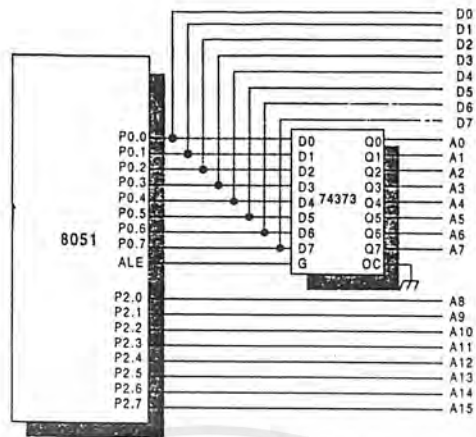 D0
D1
D2
D3
D4
D5
D6
D7
P0.0
P0.1
P0.2
P0.3
P0.4
P0.5
P0.6
P0.7
ALE
8051
P2.0
P2.1
P2.2
P2.3
P2.4
P2.5
P2.6
P2.7
D0
D1
D2
D3
D4
D5
D6
D7
G
74373
Q0
Q1
Q2
Q3
Q4
Q5
Q6
Q7
OC
A0
A1
A2
A3
A4
A5
A6
A7
A8
A9
A10
A11
A12
A13
A14
A15